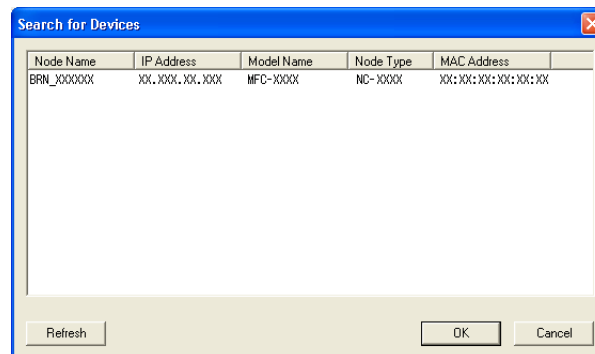 Search for Devices
Node Name IP Address Model Name Node Type MAC Address
BRN_XXXXXX XX.XXX.XX.XXX MFC-XXXX NC-XXXX XX:XX:XX:XX:XX:XX
Refresh OK Cancel